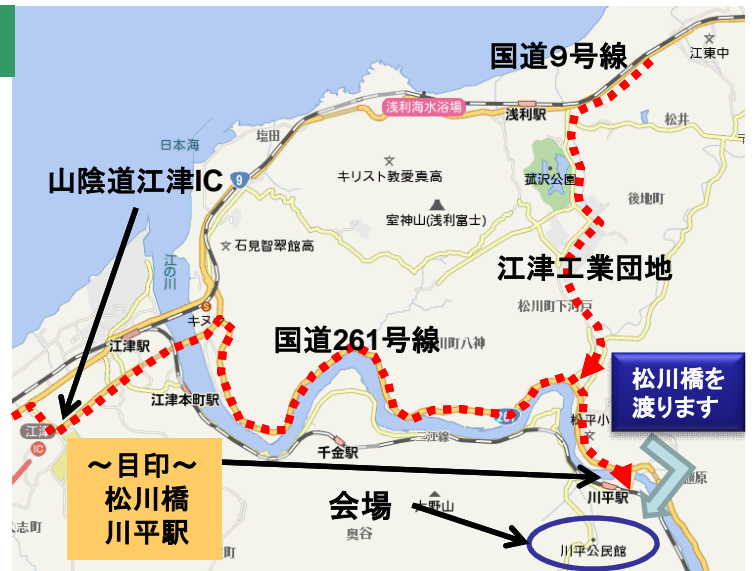 国道9号線
江東中
浅利海水浴場
浅利駅
松井
日本海
塩田
山陰道江津IC
9
キリスト教愛真高
菰沢公園
後地町
室神山(浅利富士)
石見智翠館高
江の川
江津工業団地
松川町下河戸
キヌ
国道261号線
川町八神
江津駅
松川橋を
渡ります
江津本町駅
松平小
江津
IC
千金駅
三江線
～目印～
松川橋
川平駅
川平駅
会場
奥谷
川平公民館